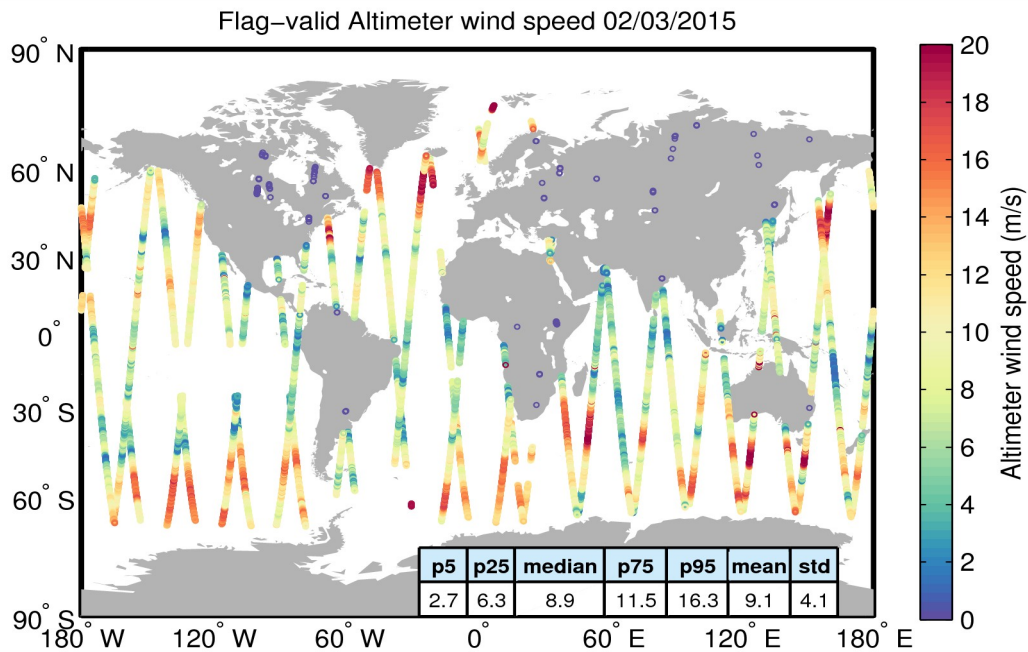 Flag−valid Altimeter wind speed 02/03/2015
90° N
60° N
30° N
0°
30° S
60° S
90° S
180° W
120° W
60° W
0°
60° E
120° E
180° E
p5 p25 median p75 p95 mean std
2.7 6.3 8.9 11.5 16.3 9.1 4.1
20
18
16
14
12
10
8
6
4
2
0
Altimeter wind speed (m/s)